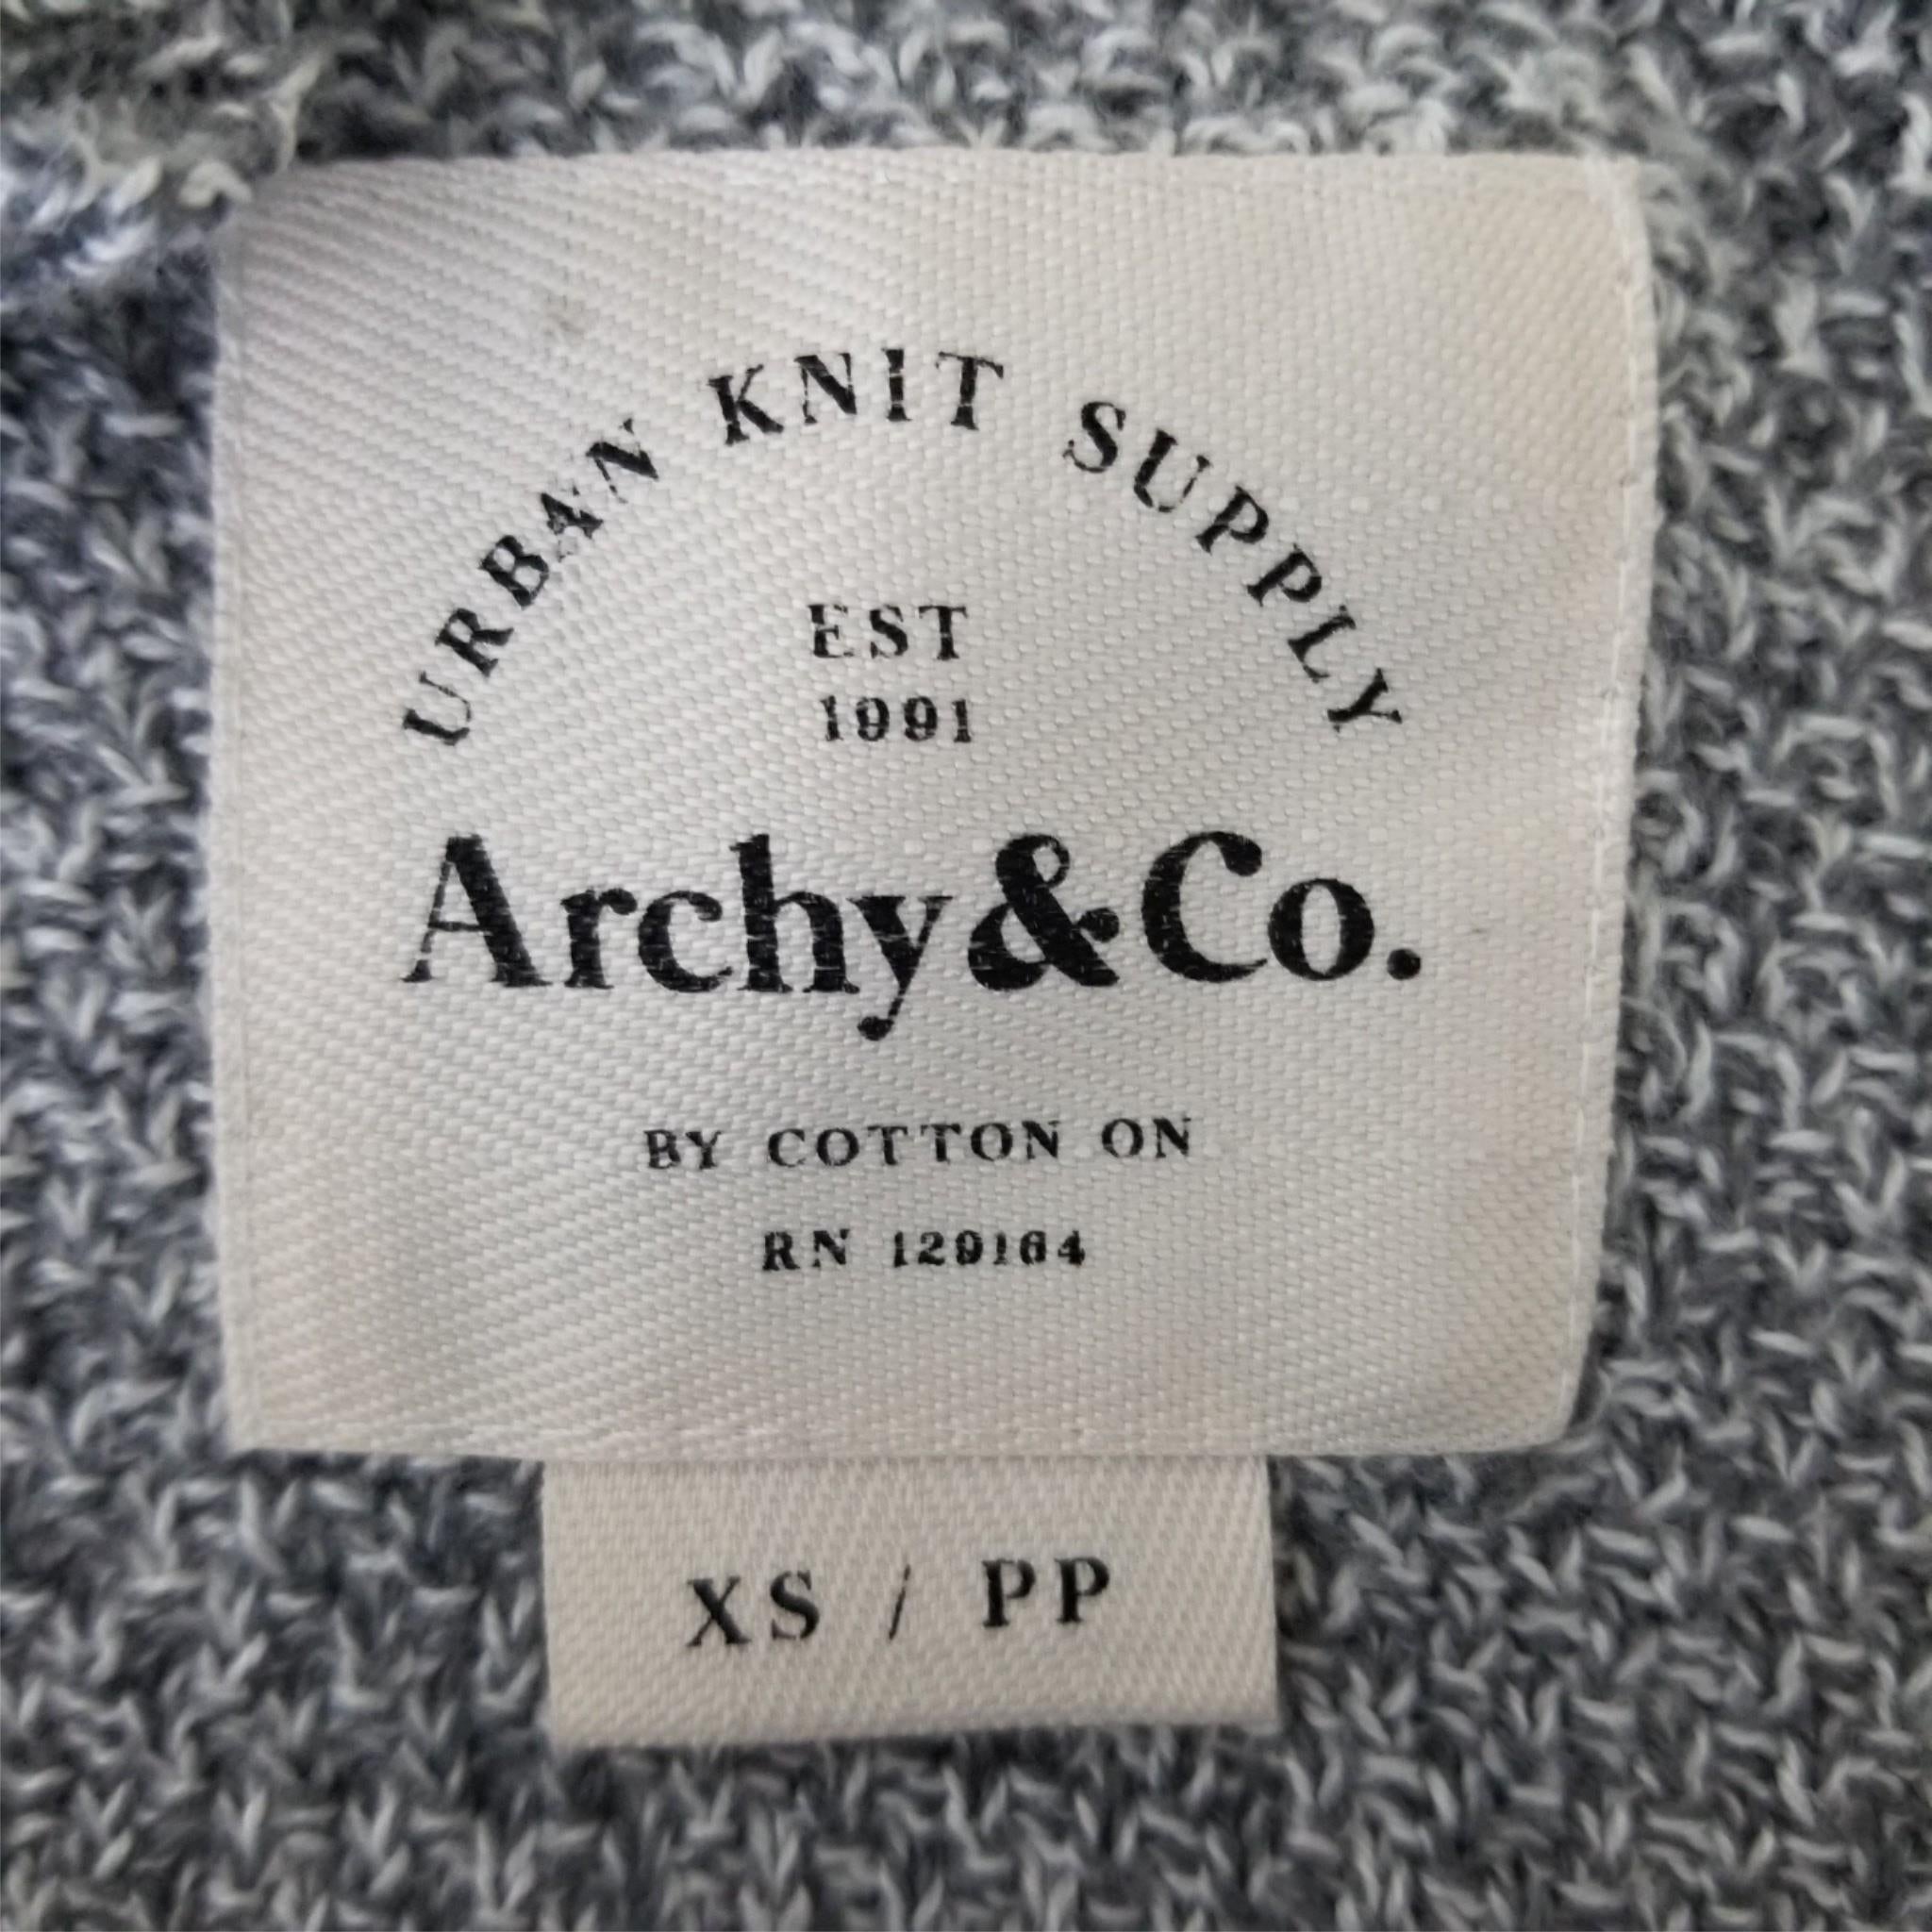 URBAN KNIT SUPPLY
EST
1991
Archy&Co.
BY COTTON ON
RN 129164
XS / PP